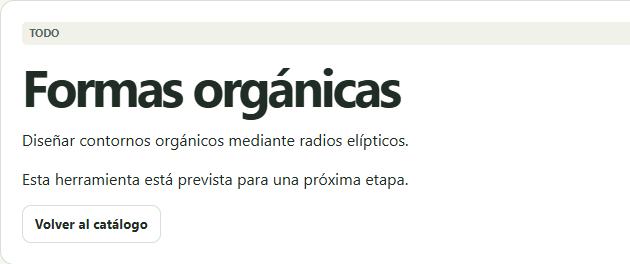 TODO
Formas orgánicas
Diseñar contornos orgánicos mediante radios elípticos.
Esta herramienta está prevista para una próxima etapa.
Volver al catálogo